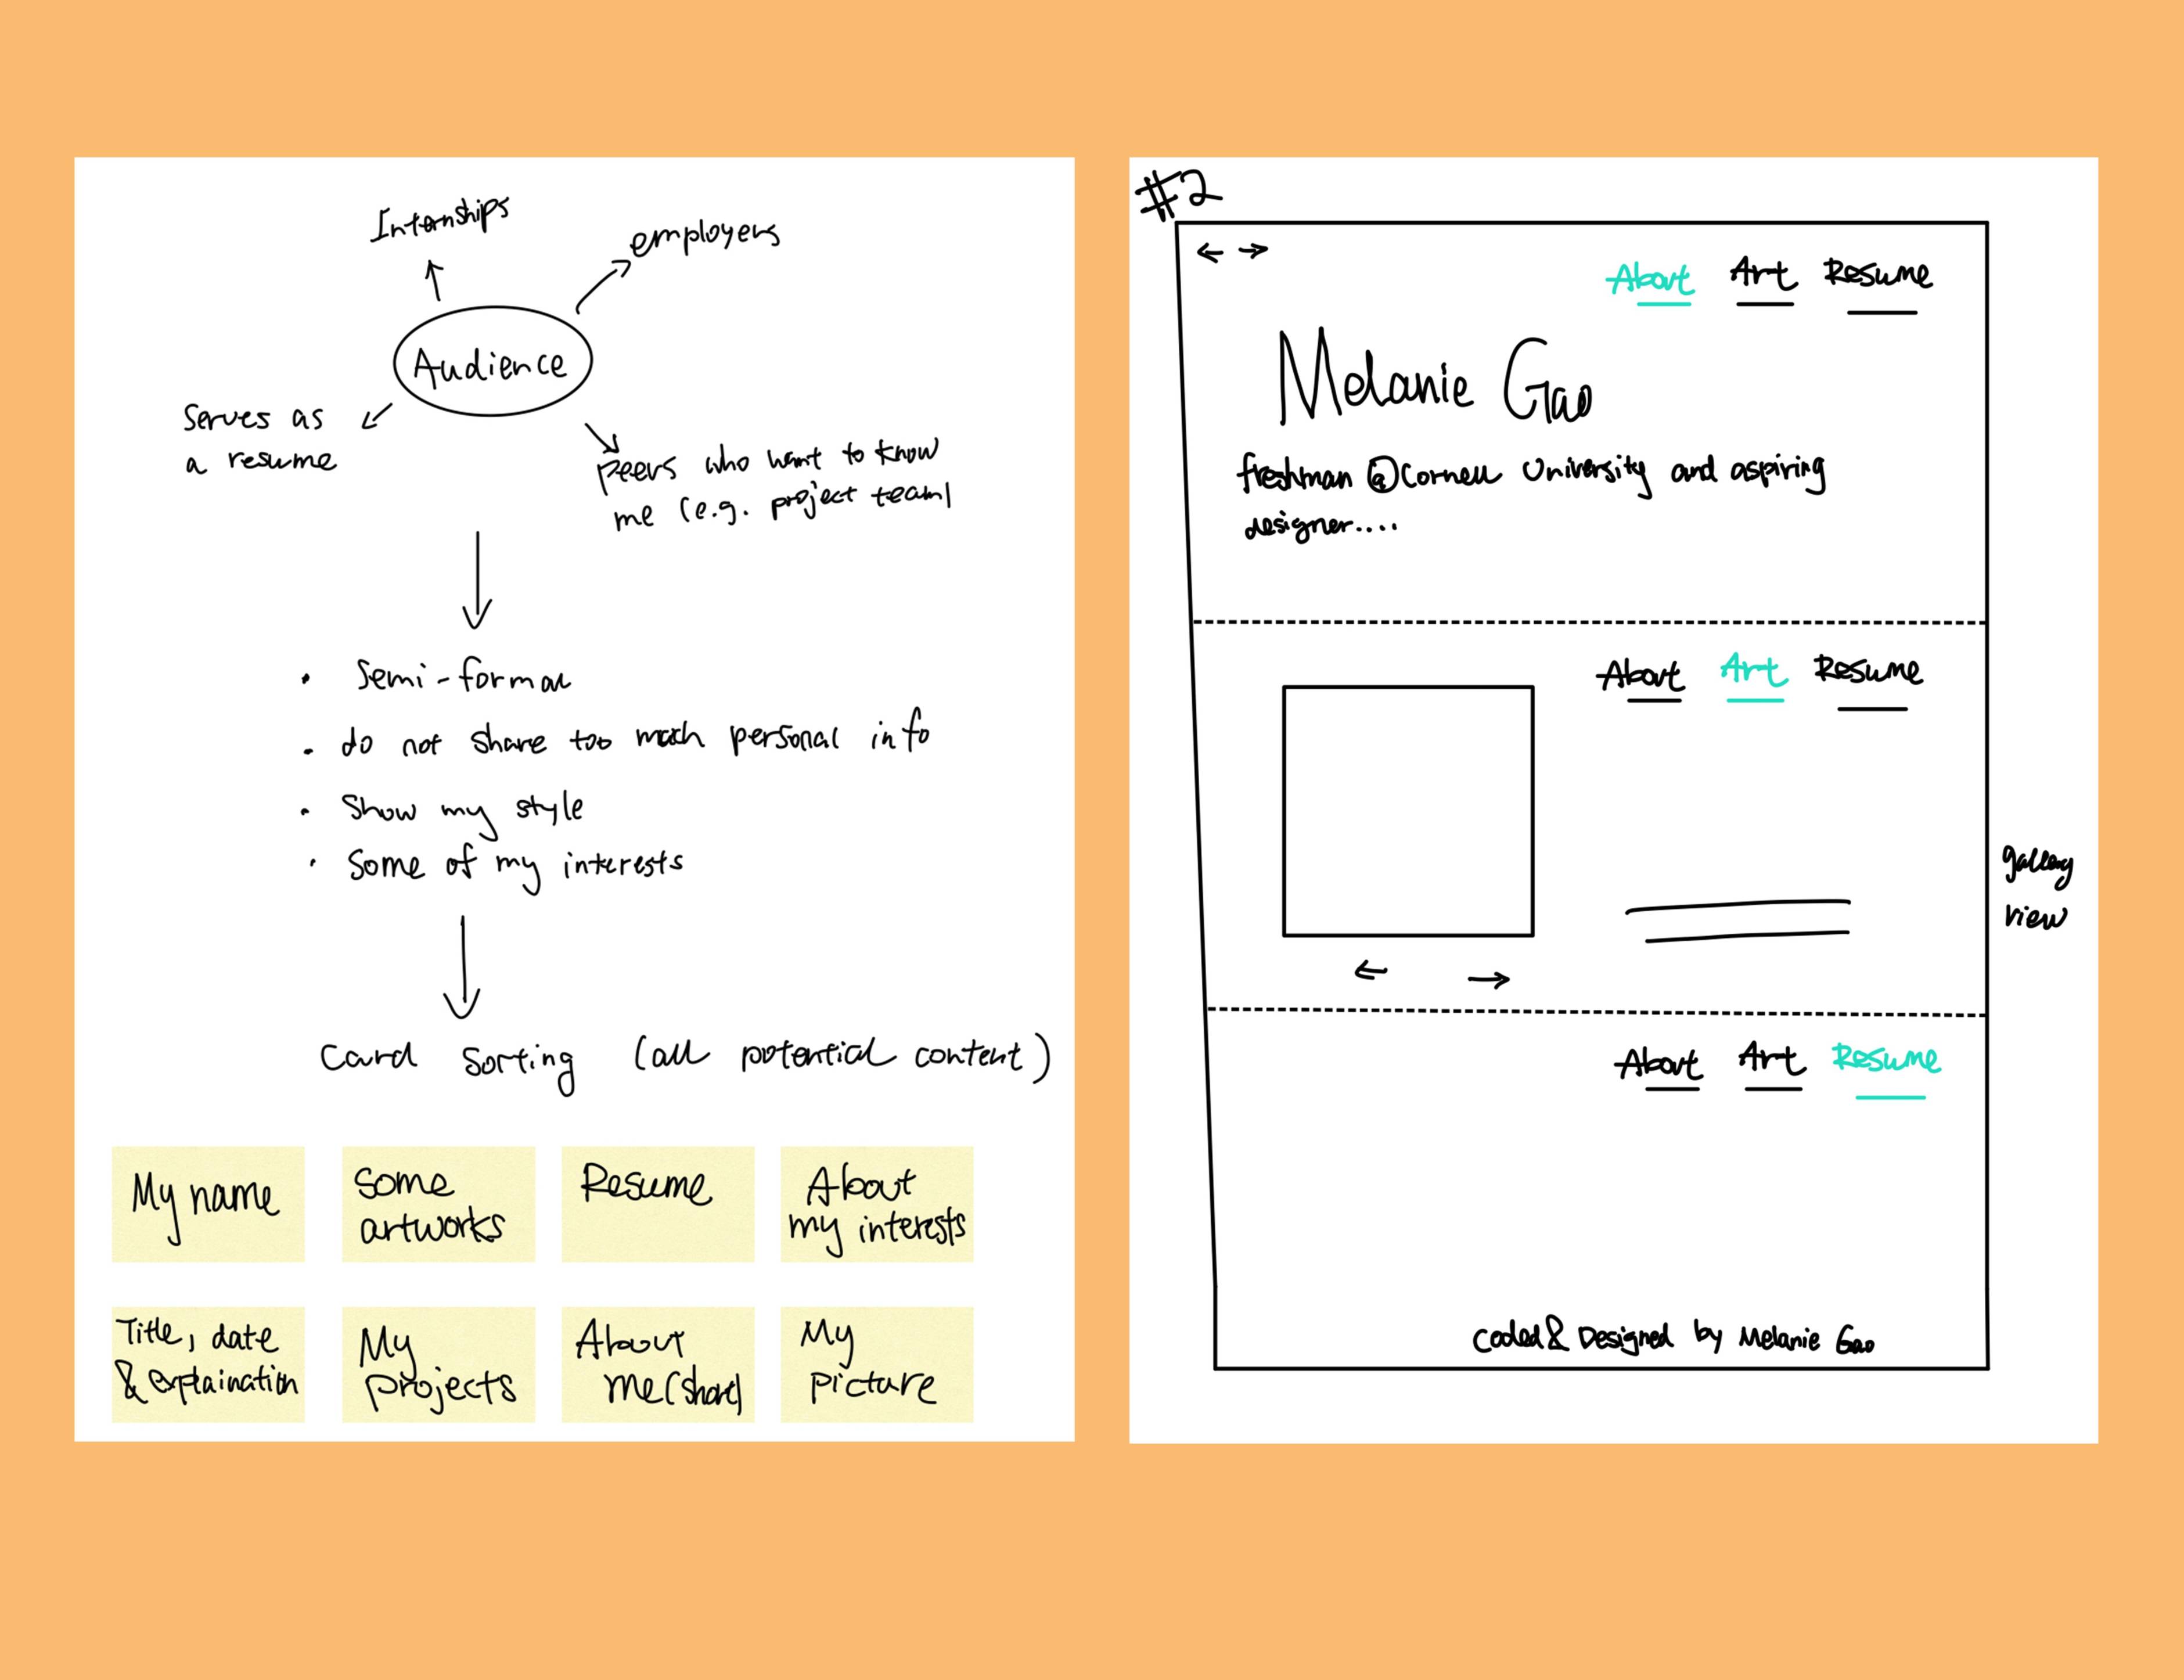 Internships
employers
Audience
Serves as
a resume
peers who want to know
me (e.g. project team)
• Semi-formal
• do not share too much personal info
• Show my style
• Some of my interests
Card Sorting (all potential content)
My name
Some
artworks
Resume
About
my interests
Title, date
& explaination
My
projects
About
me (short)
My
picture
#2
← →
About Art Resume
Melanie Gao
freshman @Cornell University and aspiring
designer....
About Art Resume
gallery
view
← →
About Art Resume
Coded & Designed by Melanie Gao